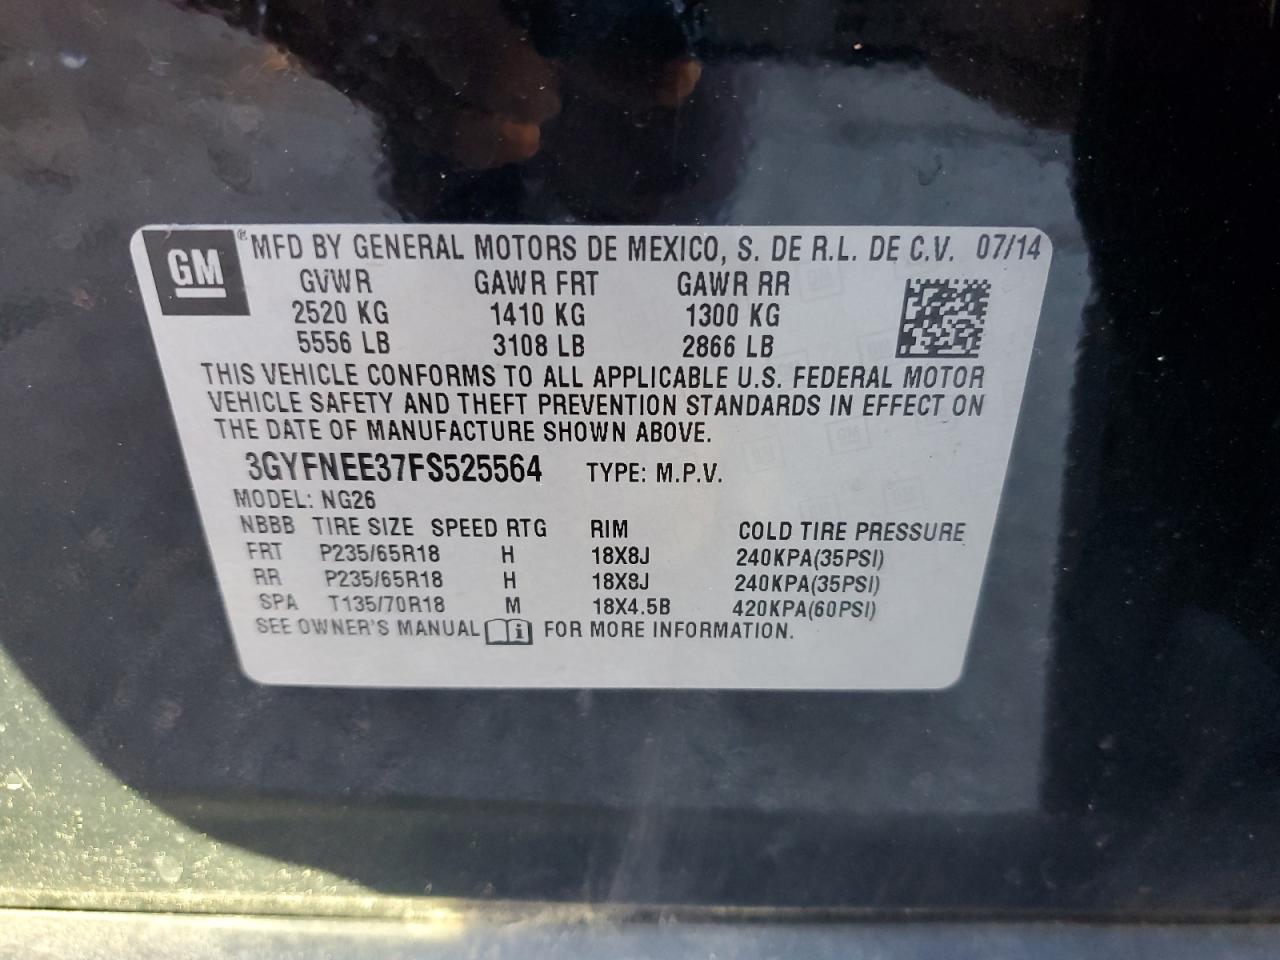 GM ® MFD BY GENERAL MOTORS DE MEXICO, S. DE R.L. DE C.V. 07/14
GVWR GAWR FRT GAWR RR
2520 KG 1410 KG 1300 KG
5556 LB 3108 LB 2866 LB
THIS VEHICLE CONFORMS TO ALL APPLICABLE U.S. FEDERAL MOTOR
VEHICLE SAFETY AND THEFT PREVENTION STANDARDS IN EFFECT ON
THE DATE OF MANUFACTURE SHOWN ABOVE.
3GYFNEE37FS525564 TYPE: M.P.V.
MODEL: NG26
NBBB TIRE SIZE SPEED RTG RIM COLD TIRE PRESSURE
FRT P235/65R18 H 18X8J 240KPA(35PSI)
RR P235/65R18 H 18X8J 240KPA(35PSI)
SPA T135/70R18 M 18X4.5B 420KPA(60PSI)
SEE OWNER'S MANUAL i FOR MORE INFORMATION.